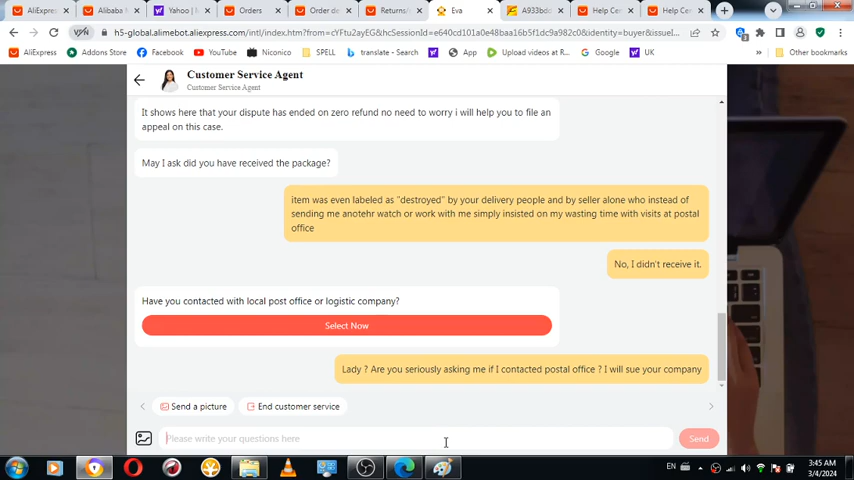 AliExpres
Alibaba
Yahoo |
Orders
Order de
Returns/
Eva
A933bdc
Help Cen
Help Cen
h5-global.alimebot.aliexpress.com/intl/index.htm?from=cYFtu2ayEG&hcSessionId=e640cd101a0e48baa16b5f1dc9a982c0&identity=buyer&issueI...
AliExpress
Addons Store
Facebook
YouTube
Niconico
SPELL
translate - Search
App
Upload videos at r...
Google
UK
Other bookmarks
Customer Service Agent
Customer Service Agent
It shows here that your dispute has ended on zero refund no need to worry i will help you to file an
appeal on this case.
May I ask did you have received the package?
item was even labeled as "destroyed" by your delivery people and by seller alone who instead of
sending me anotehr watch or work with me simply insisted on my wasting time with visits at postal
office
No, I didn't receive it.
Have you contacted with local post office or logistic company?
Select Now
Lady ? Are you seriously asking me if I contacted postal office ? I will sue your company
Send a picture
End customer service
Please write your questions here
Send
EN
3:45 AM
3/4/2024